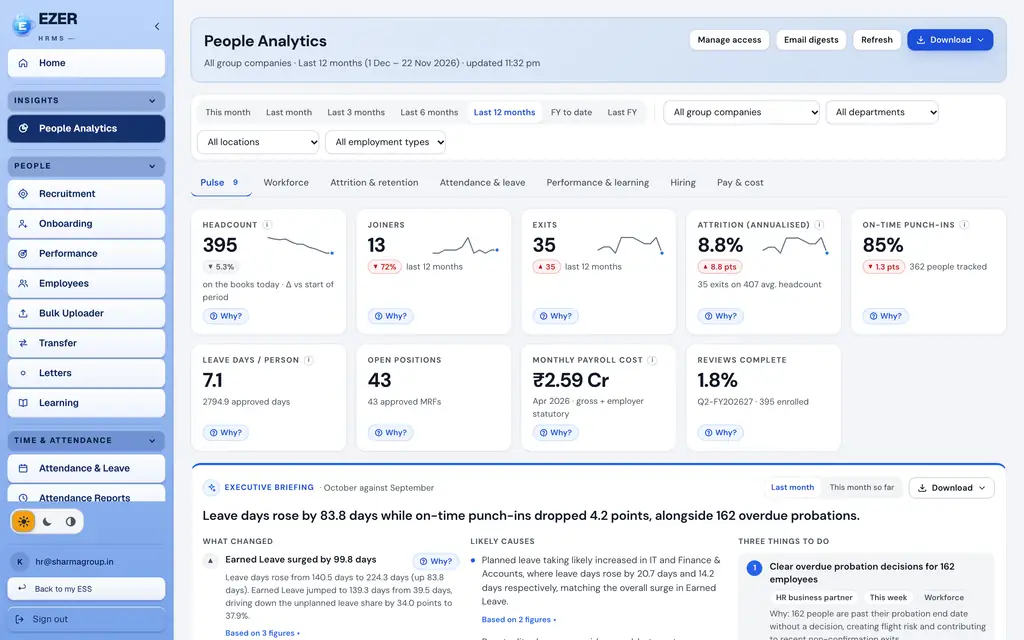 EZER
HRMS —
Home
INSIGHTS
People Analytics
PEOPLE
Recruitment
Onboarding
Performance
Employees
Bulk Uploader
Transfer
Letters
Learning
TIME & ATTENDANCE
Attendance & Leave
Attendance Reports
K hr@sharmagroup.in
Back to my ESS
Sign out
People Analytics
All group companies · Last 12 months (1 Dec – 22 Nov 2026) · updated 11:32 pm
Manage access Email digests Refresh Download
This month Last month Last 3 months Last 6 months Last 12 months FY to date Last FY All group companies All departments
All locations All employment types
Pulse 9 Workforce Attrition & retention Attendance & leave Performance & learning Hiring Pay & cost
HEADCOUNT
395
▼ 5.3%
on the books today · Δ vs start of
period
Why?
JOINERS
13
▼ 72% last 12 months
Why?
EXITS
35
▲ 35 last 12 months
Why?
ATTRITION (ANNUALISED)
8.8%
▲ 8.8 pts
35 exits on 407 avg. headcount
Why?
ON-TIME PUNCH-INS
85%
▼ 1.3 pts 362 people tracked
Why?
LEAVE DAYS / PERSON
7.1
2794.9 approved days
Why?
OPEN POSITIONS
43
43 approved MRFs
Why?
MONTHLY PAYROLL COST
₹2.59 Cr
Apr 2026 · gross + employer
statutory
Why?
REVIEWS COMPLETE
1.8%
Q2-FY202627 · 395 enrolled
Why?
EXECUTIVE BRIEFING · October against September
Last month This month so far Download
Leave days rose by 83.8 days while on-time punch-ins dropped 4.2 points, alongside 162 overdue probations.
WHAT CHANGED
▲ Earned Leave surged by 99.8 days Why?
Leave days rose from 140.5 days to 224.3 days (up 83.8
days). Earned Leave jumped to 139.3 days from 39.5 days,
driving down the unplanned leave share by 34.0 points to
37.9%.
Based on 3 figures
LIKELY CAUSES
Planned leave taking likely increased in IT and Finance &
Accounts, where leave days rose by 20.7 days and 14.2
days respectively, matching the overall surge in Earned
Leave.
Based on 2 figures
THREE THINGS TO DO
1 Clear overdue probation decisions for 162
employees
HR business partner This week Workforce
Why: 162 people are past their probation end date
without a decision, creating flight risk and contributing
to recent non-confirmation exits